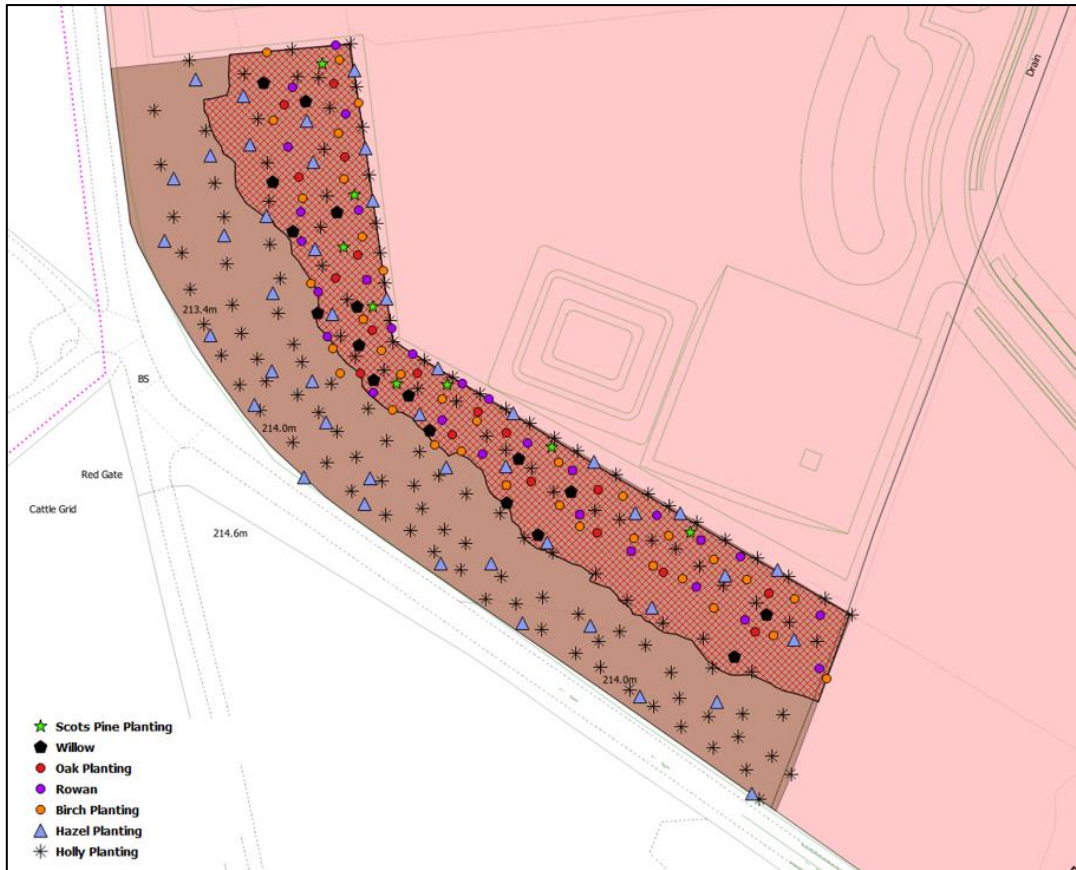 Drain
213.4m
BS
214.0m
Red Gate
Cattle Grid
214.6m
214.0m
Scots Pine Planting
Willow
Oak Planting
Rowan
Birch Planting
Hazel Planting
Holly Planting